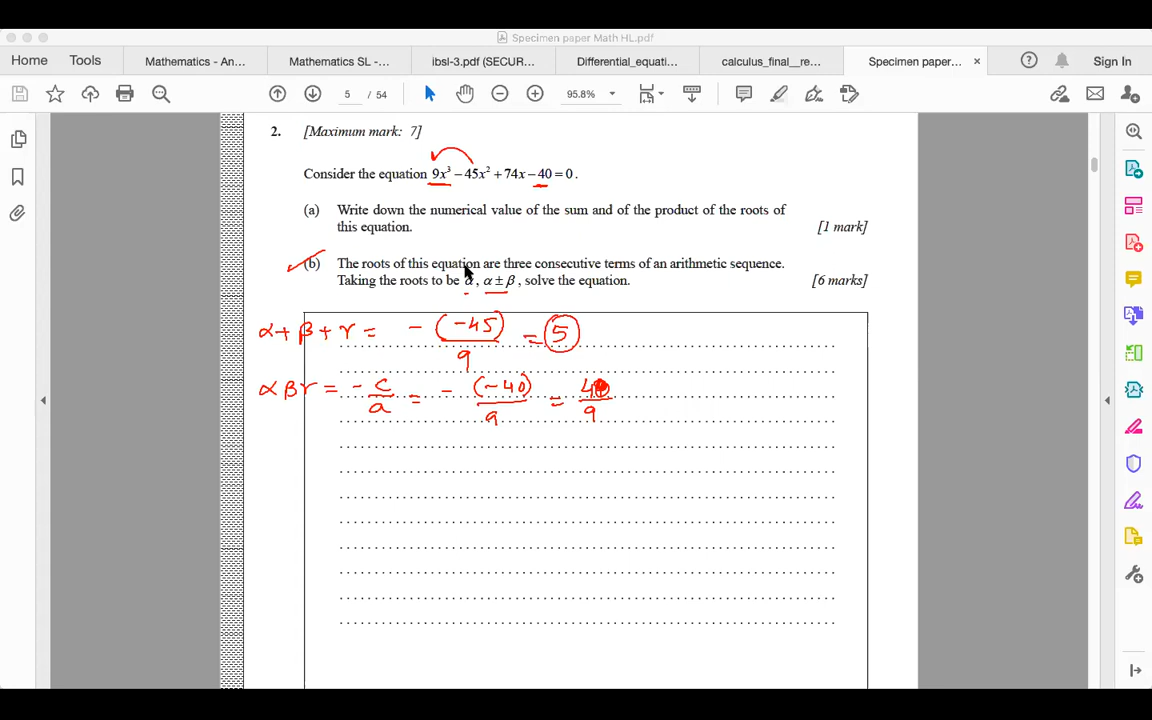 Specimen paper Math HL.pdf
Home Tools Mathematics - An... Mathematics SL -... ibsl-3.pdf (SECUR... Differential_equati... calculus_final__re... Specimen paper... × ? Sign In
5 / 54 95.8%
2. [Maximum mark: 7]
Consider the equation 9x³ − 45x² + 74x − 40 = 0 .
(a) Write down the numerical value of the sum and of the product of the roots of
this equation. [1 mark]
(b) The roots of this equation are three consecutive terms of an arithmetic sequence.
Taking the roots to be α , α ± β , solve the equation. [6 marks]
α + β + r = - (-45)/9 = 5
α β r = - c/a = - (-40)/9 = 40/9